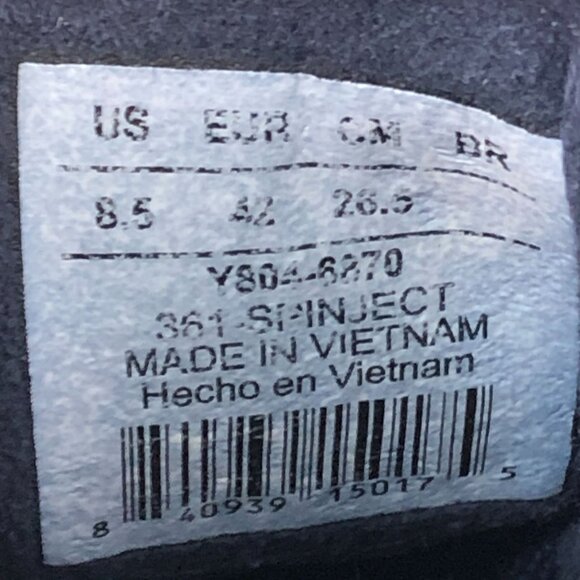 US EUR CM BR
8.5 42 26.5
Y804-6870
361-SPINJECT
MADE IN VIETNAM
Hecho en Vietnam
8 40939 15017 5